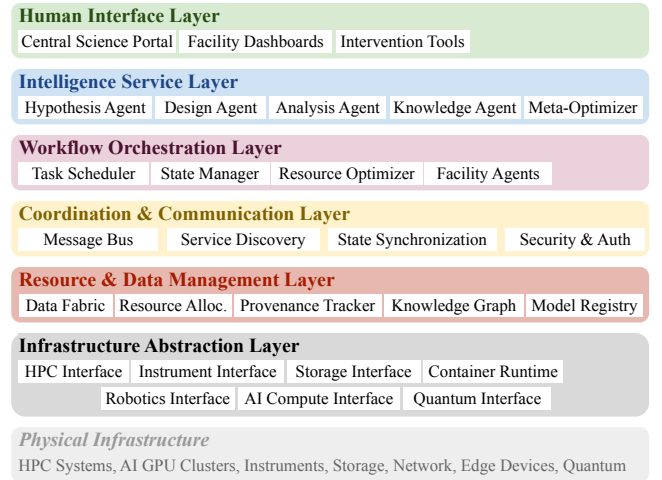 Human Interface Layer
Central Science Portal Facility Dashboards Intervention Tools
Intelligence Service Layer
Hypothesis Agent Design Agent Analysis Agent Knowledge Agent Meta-Optimizer
Workflow Orchestration Layer
Task Scheduler State Manager Resource Optimizer Facility Agents
Coordination & Communication Layer
Message Bus Service Discovery State Synchronization Security & Auth
Resource & Data Management Layer
Data Fabric Resource Alloc. Provenance Tracker Knowledge Graph Model Registry
Infrastructure Abstraction Layer
HPC Interface Instrument Interface Storage Interface Container Runtime
Robotics Interface AI Compute Interface Quantum Interface
Physical Infrastructure
HPC Systems, AI GPU Clusters, Instruments, Storage, Network, Edge Devices, Quantum